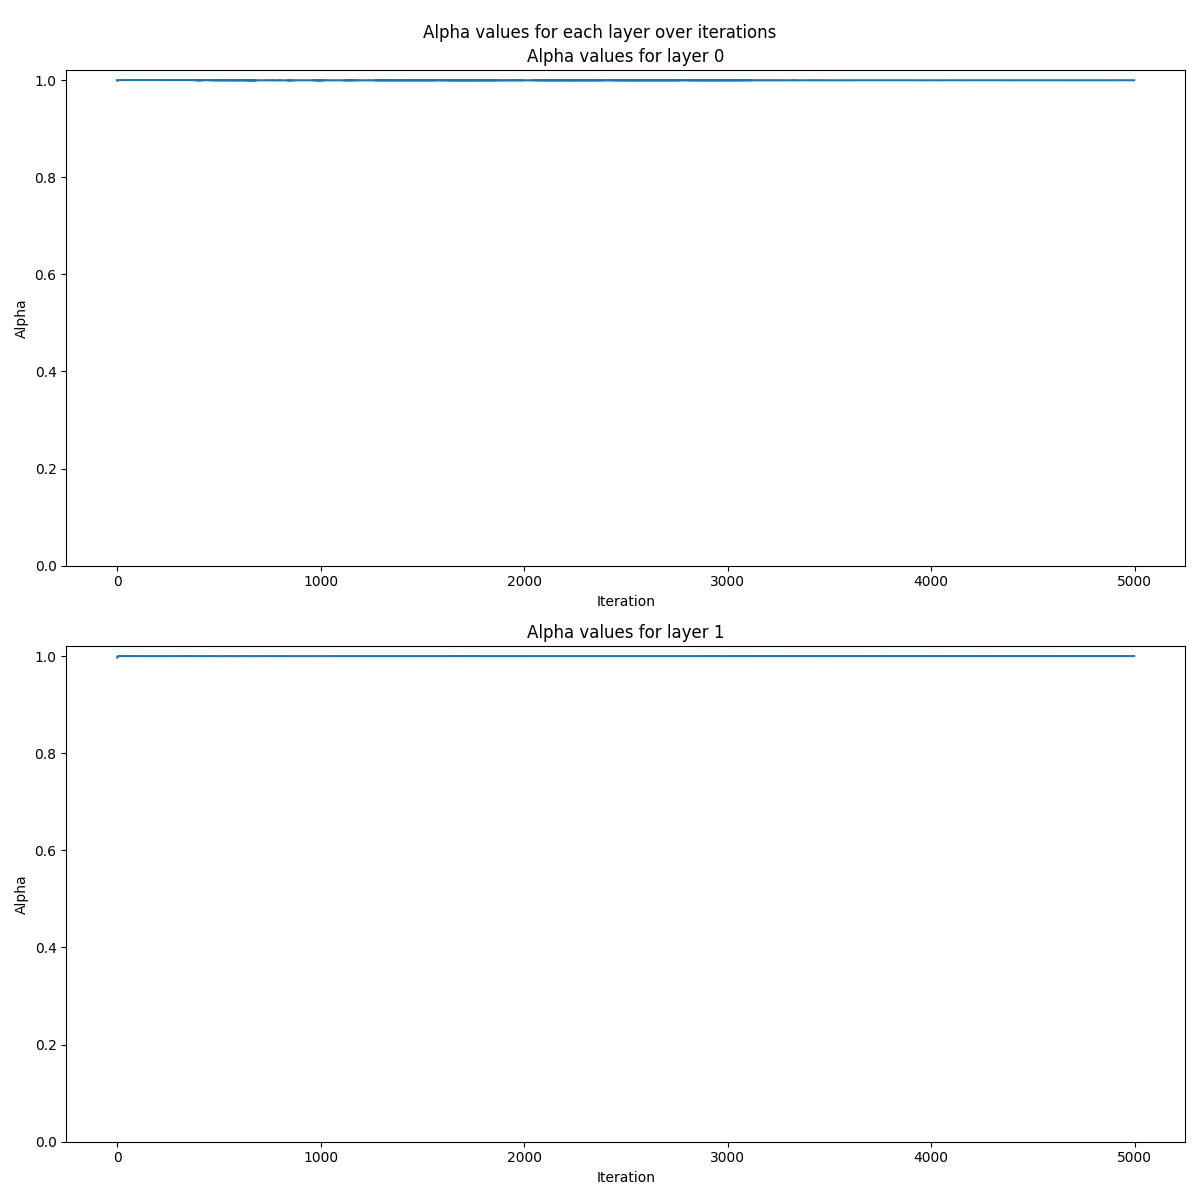 Alpha values for each layer over iterations
Alpha values for layer 0
1.0
0.8
0.6
0.4
0.2
0.0
Alpha
0 1000 2000 3000 4000 5000
Iteration
Alpha values for layer 1
1.0
0.8
0.6
0.4
0.2
0.0
Alpha
0 1000 2000 3000 4000 5000
Iteration